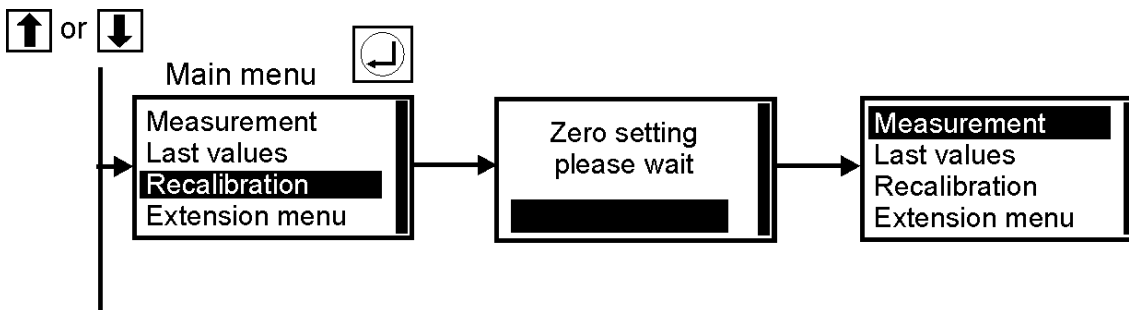 or
Main menu
Measurement
Last values
Recalibration
Extension menu
Zero setting
please wait
Measurement
Last values
Recalibration
Extension menu